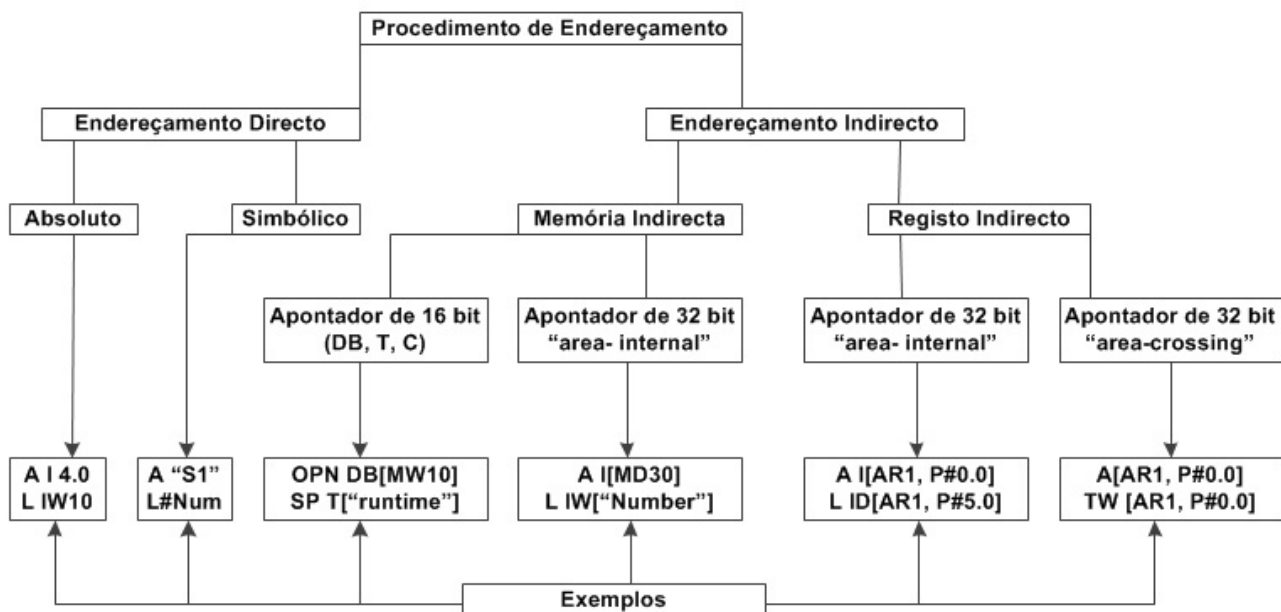 Procedimento de Endereçamento
Endereçamento Directo
Endereçamento Indirecto
Absoluto
Simbólico
Memória Indirecta
Registo Indirecto
Apontador de 16 bit
(DB, T, C)
Apontador de 32 bit
“area- internal”
Apontador de 32 bit
“area- internal”
Apontador de 32 bit
“area-crossing”
A I 4.0
L IW10
A “S1”
L#Num
OPN DB[MW10]
SP T[“runtime”]
A I[MD30]
L IW[“Number”]
A I[AR1, P#0.0]
L ID[AR1, P#5.0]
A[AR1, P#0.0]
TW [AR1, P#0.0]
Exemplos